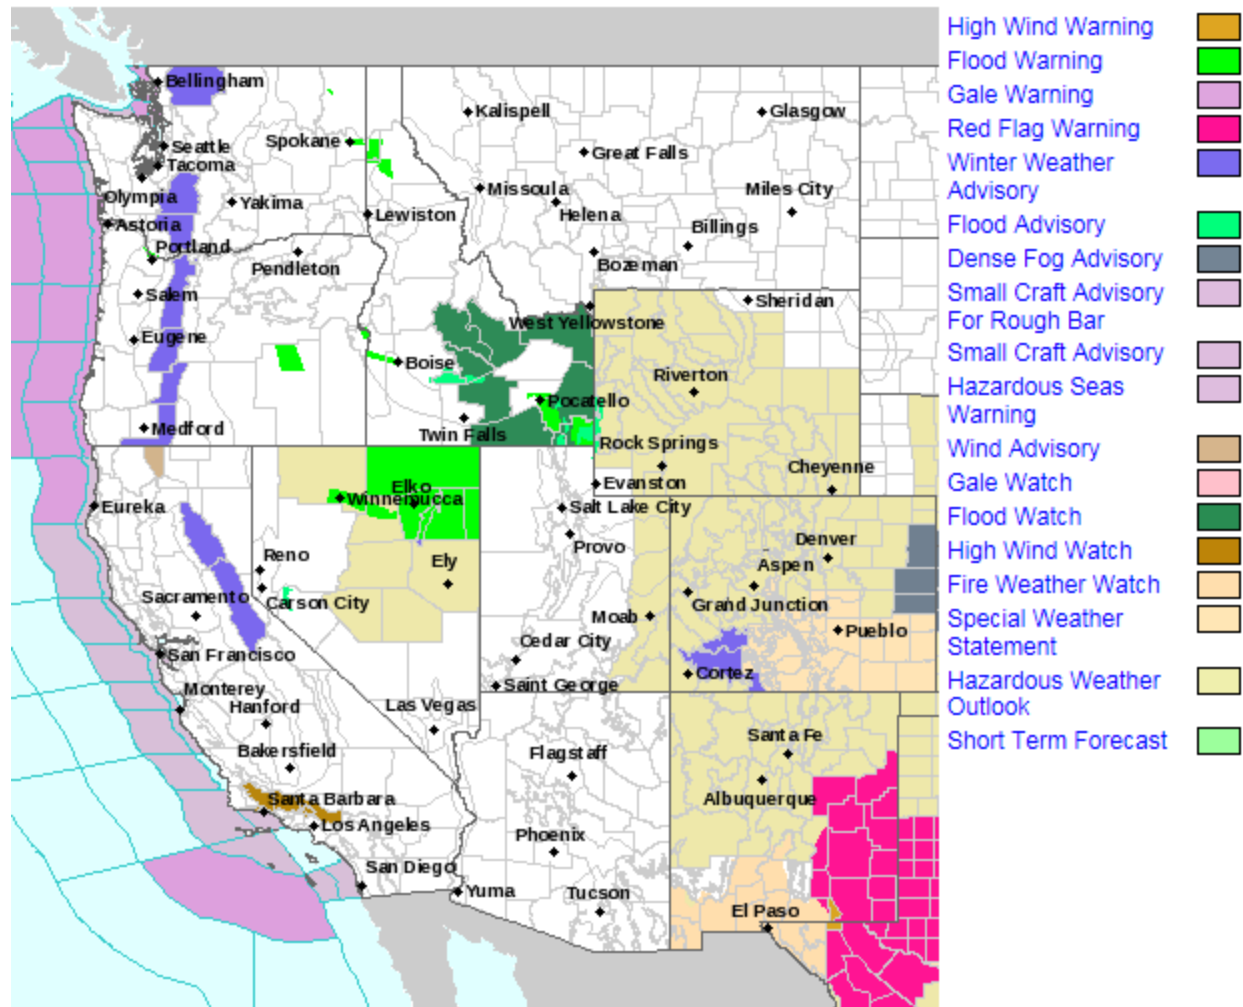 Bellingham
Kalispell
Glasgow
Seattle
Spokane
Great Falls
Tacoma
Missoula
Miles City
Olympia
Yakima
Lewiston
Helena
Astoria
Billings
Portland
Pendleton
Bozeman
Salem
Sheridan
West Yellowstone
Eugene
Boise
Riverton
Pocatello
Medford
Twin Falls
Rock Springs
Cheyenne
Elko
Evanston
Winnemucca
Eureka
Salt Lake City
Reno
Provo
Denver
Ely
Aspen
Sacramento
Carson City
Grand Junction
Moab
Pueblo
Cedar City
San Francisco
Cortez
Saint George
Monterey
Hanford
Las Vegas
Santa Fe
Bakersfield
Flagstaff
Santa Barbara
Albuquerque
Los Angeles
Phoenix
San Diego
Yuma
Tucson
El Paso
High Wind Warning
Flood Warning
Gale Warning
Red Flag Warning
Winter Weather
Advisory
Flood Advisory
Dense Fog Advisory
Small Craft Advisory
For Rough Bar
Small Craft Advisory
Hazardous Seas
Warning
Wind Advisory
Gale Watch
Flood Watch
High Wind Watch
Fire Weather Watch
Special Weather
Statement
Hazardous Weather
Outlook
Short Term Forecast